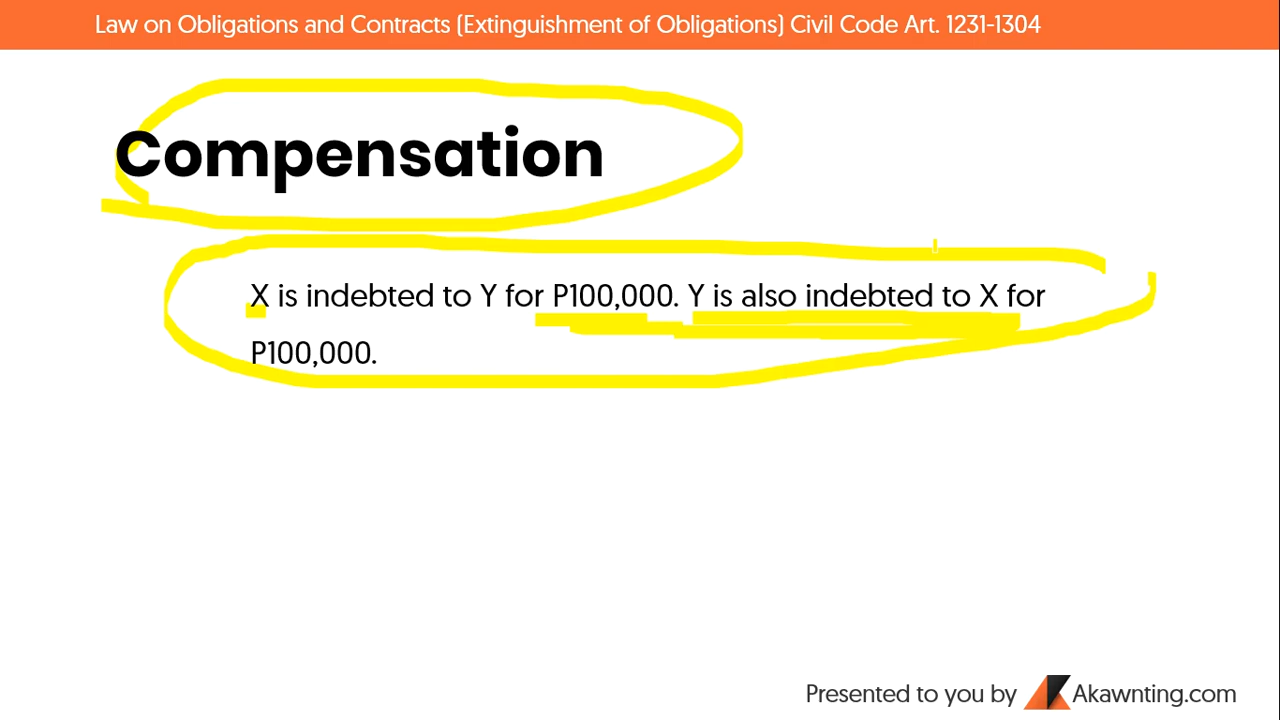 Law on Obligations and Contracts (Extinguishment of Obligations) Civil Code Art. 1231-1304
Compensation
X is indebted to Y for P100,000. Y is also indebted to X for
P100,000.
Presented to you by Akawnting.com